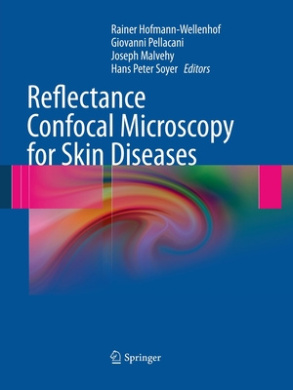 Rainer Hofmann-Wellenhof
Giovanni Pellacani
Joseph Malvehy
Hans Peter Soyer Editors
Reflectance
Confocal Microscopy
for Skin Diseases
Springer